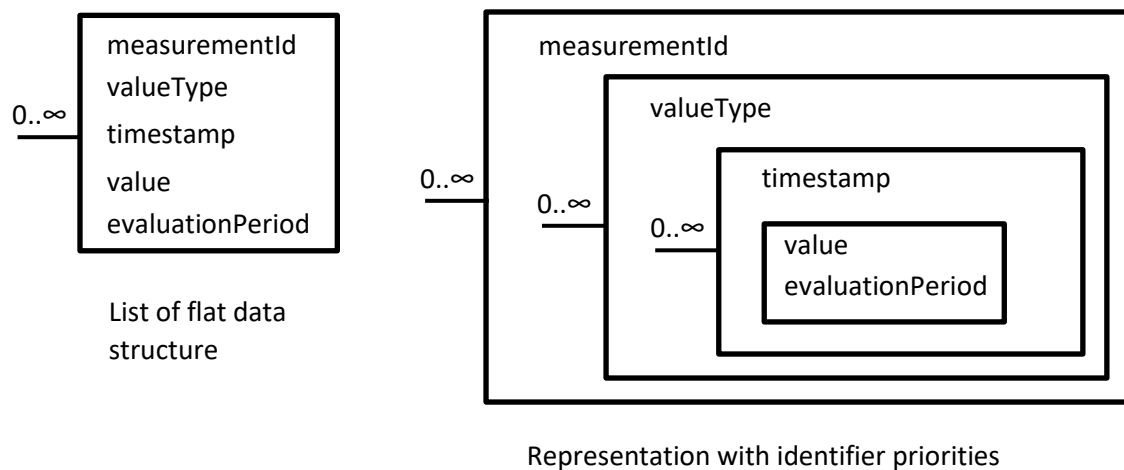 measurementId
valueType
0..∞
timestamp
value
evaluationPeriod
List of flat data
structure
measurementId
valueType
0..∞
timestamp
0..∞
0..∞
value
evaluationPeriod
Representation with identifier priorities